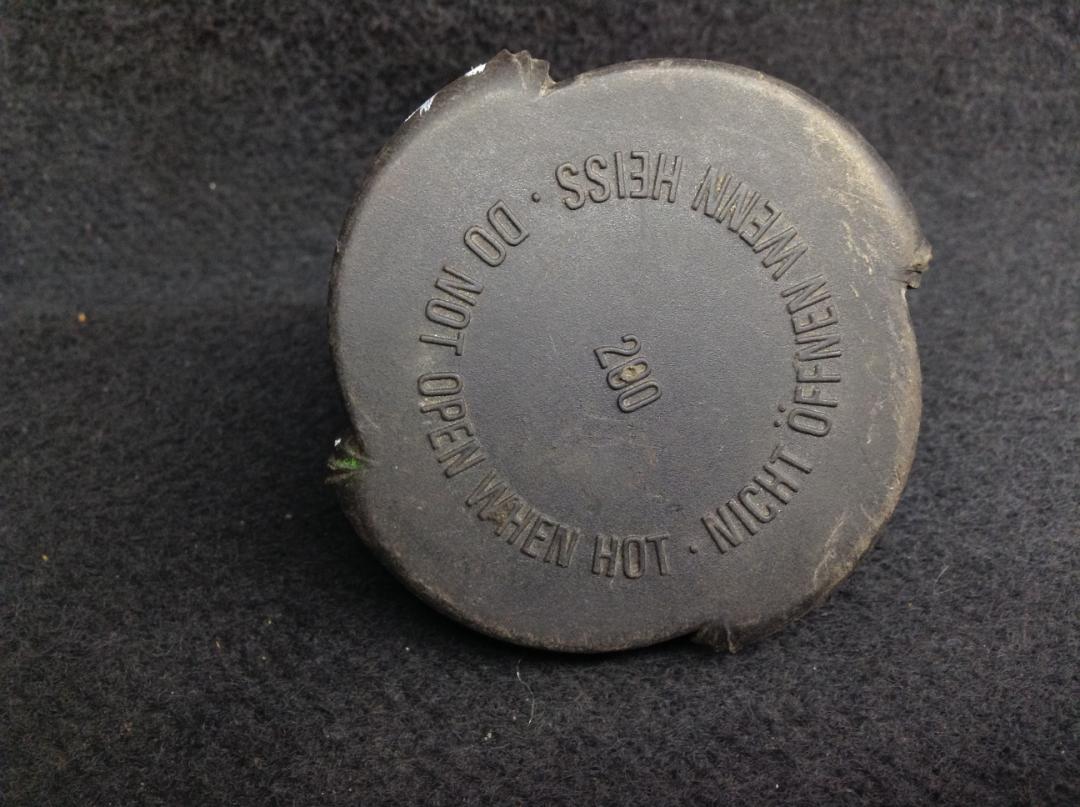 DO NOT OPEN WHEN HOT · NICHT ÖFFNEN WENN HEISS ·
200